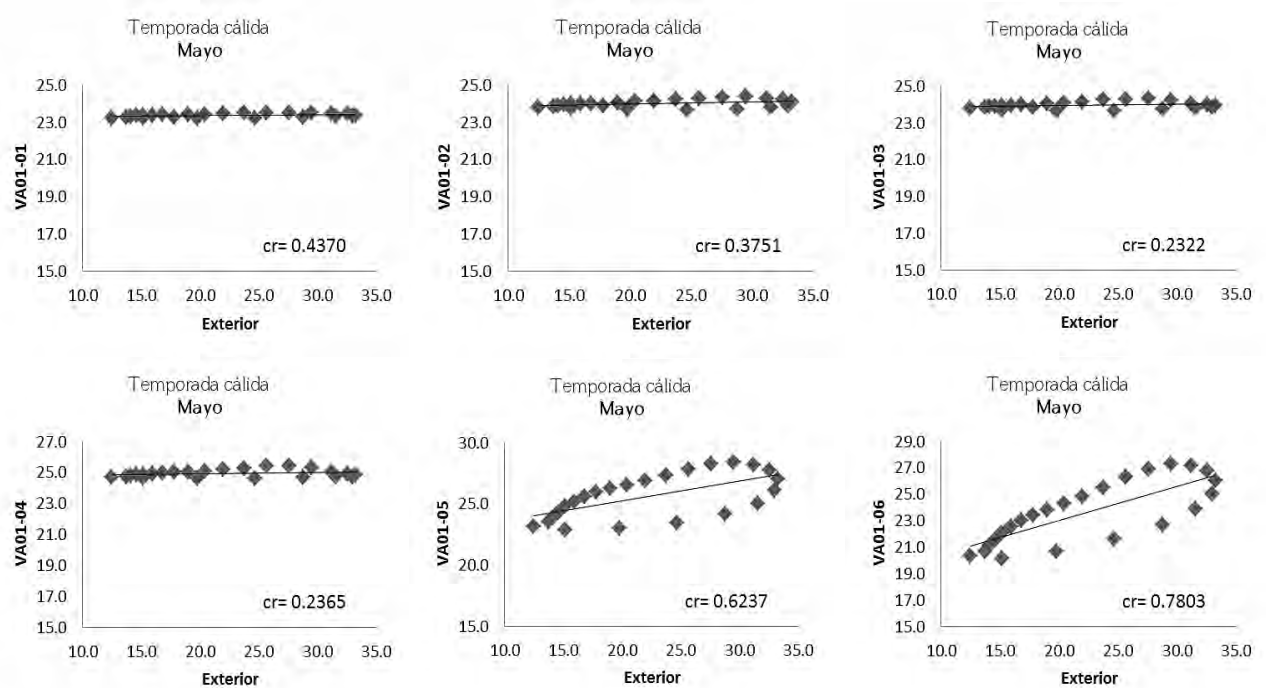 Temporada cálida
Mayo
25.0
23.0
21.0
19.0
17.0
15.0
VA01-01
cr= 0.4370
10.0 15.0 20.0 25.0 30.0 35.0
Exterior
Temporada cálida
Mayo
25.0
23.0
21.0
19.0
17.0
15.0
VA01-02
cr= 0.3751
10.0 15.0 20.0 25.0 30.0 35.0
Exterior
Temporada cálida
Mayo
25.0
23.0
21.0
19.0
17.0
15.0
VA01-03
cr= 0.2322
10.0 15.0 20.0 25.0 30.0 35.0
Exterior
Temporada cálida
Mayo
27.0
25.0
23.0
21.0
19.0
17.0
15.0
VA01-04
cr= 0.2365
10.0 15.0 20.0 25.0 30.0 35.0
Exterior
Temporada cálida
Mayo
30.0
25.0
20.0
15.0
VA01-05
cr= 0.6237
10.0 15.0 20.0 25.0 30.0 35.0
Exterior
Temporada cálida
Mayo
29.0
27.0
25.0
23.0
21.0
19.0
17.0
15.0
VA01-06
cr= 0.7803
10.0 15.0 20.0 25.0 30.0 35.0
Exterior